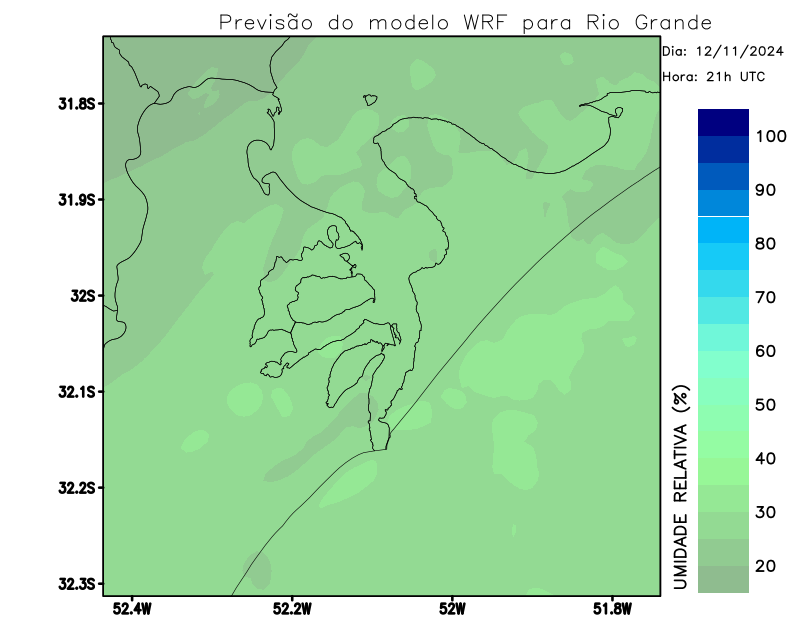 Previsão do modelo WRF para Rio Grande
Dia: 12/11/2024
Hora: 21h UTC
31.8S
31.9S
32S
32.1S
32.2S
32.3S
52.4W
52.2W
52W
51.8W
100
90
80
70
60
50
40
30
20
UMIDADE RELATIVA (%)